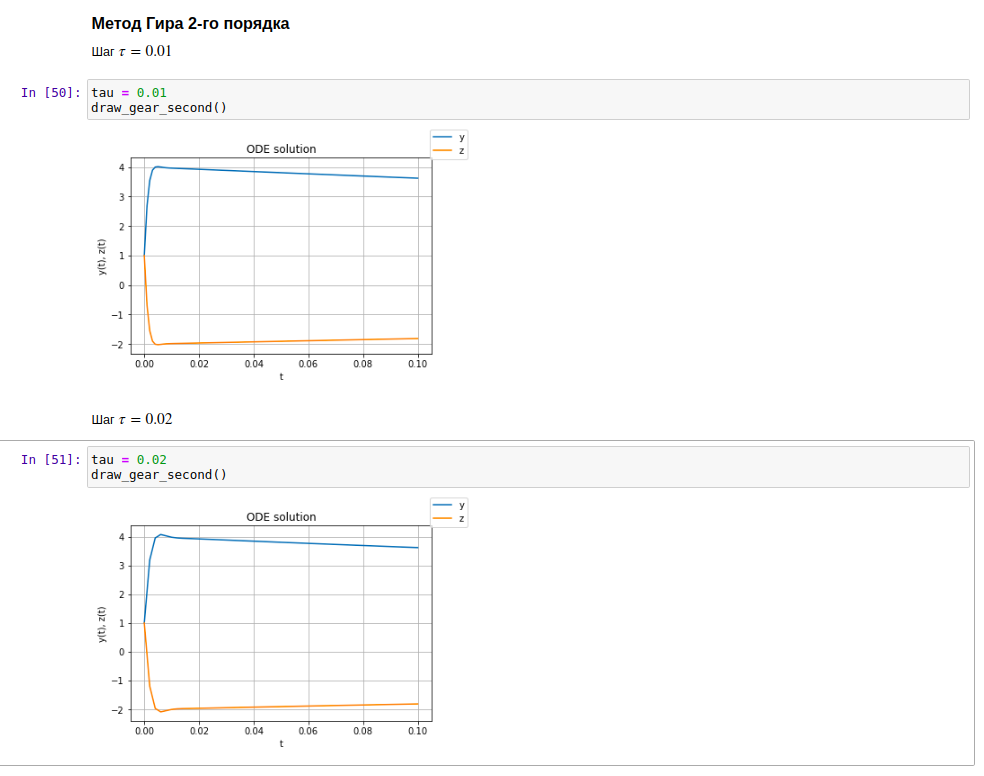 Метод Гира 2-го порядка
Шаг τ = 0.01
In [50]: tau = 0.01
draw_gear_second()
y
z
ODE solution
4
3
2
1
0
−1
−2
y(t), z(t)
0.00 0.02 0.04 0.06 0.08 0.10
t
Шаг τ = 0.02
In [51]: tau = 0.02
draw_gear_second()
y
z
ODE solution
4
3
2
1
0
−1
−2
y(t), z(t)
0.00 0.02 0.04 0.06 0.08 0.10
t